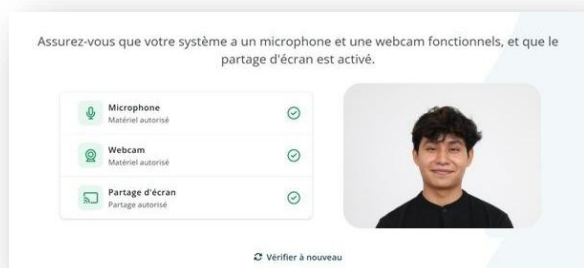 Assurez-vous que votre système a un microphone et une webcam fonctionnels, et que le
partage d'écran est activé.
Microphone
Matériel autorisé
Webcam
Matériel autorisé
Partage d'écran
Partage autorisé
Vérifier à nouveau